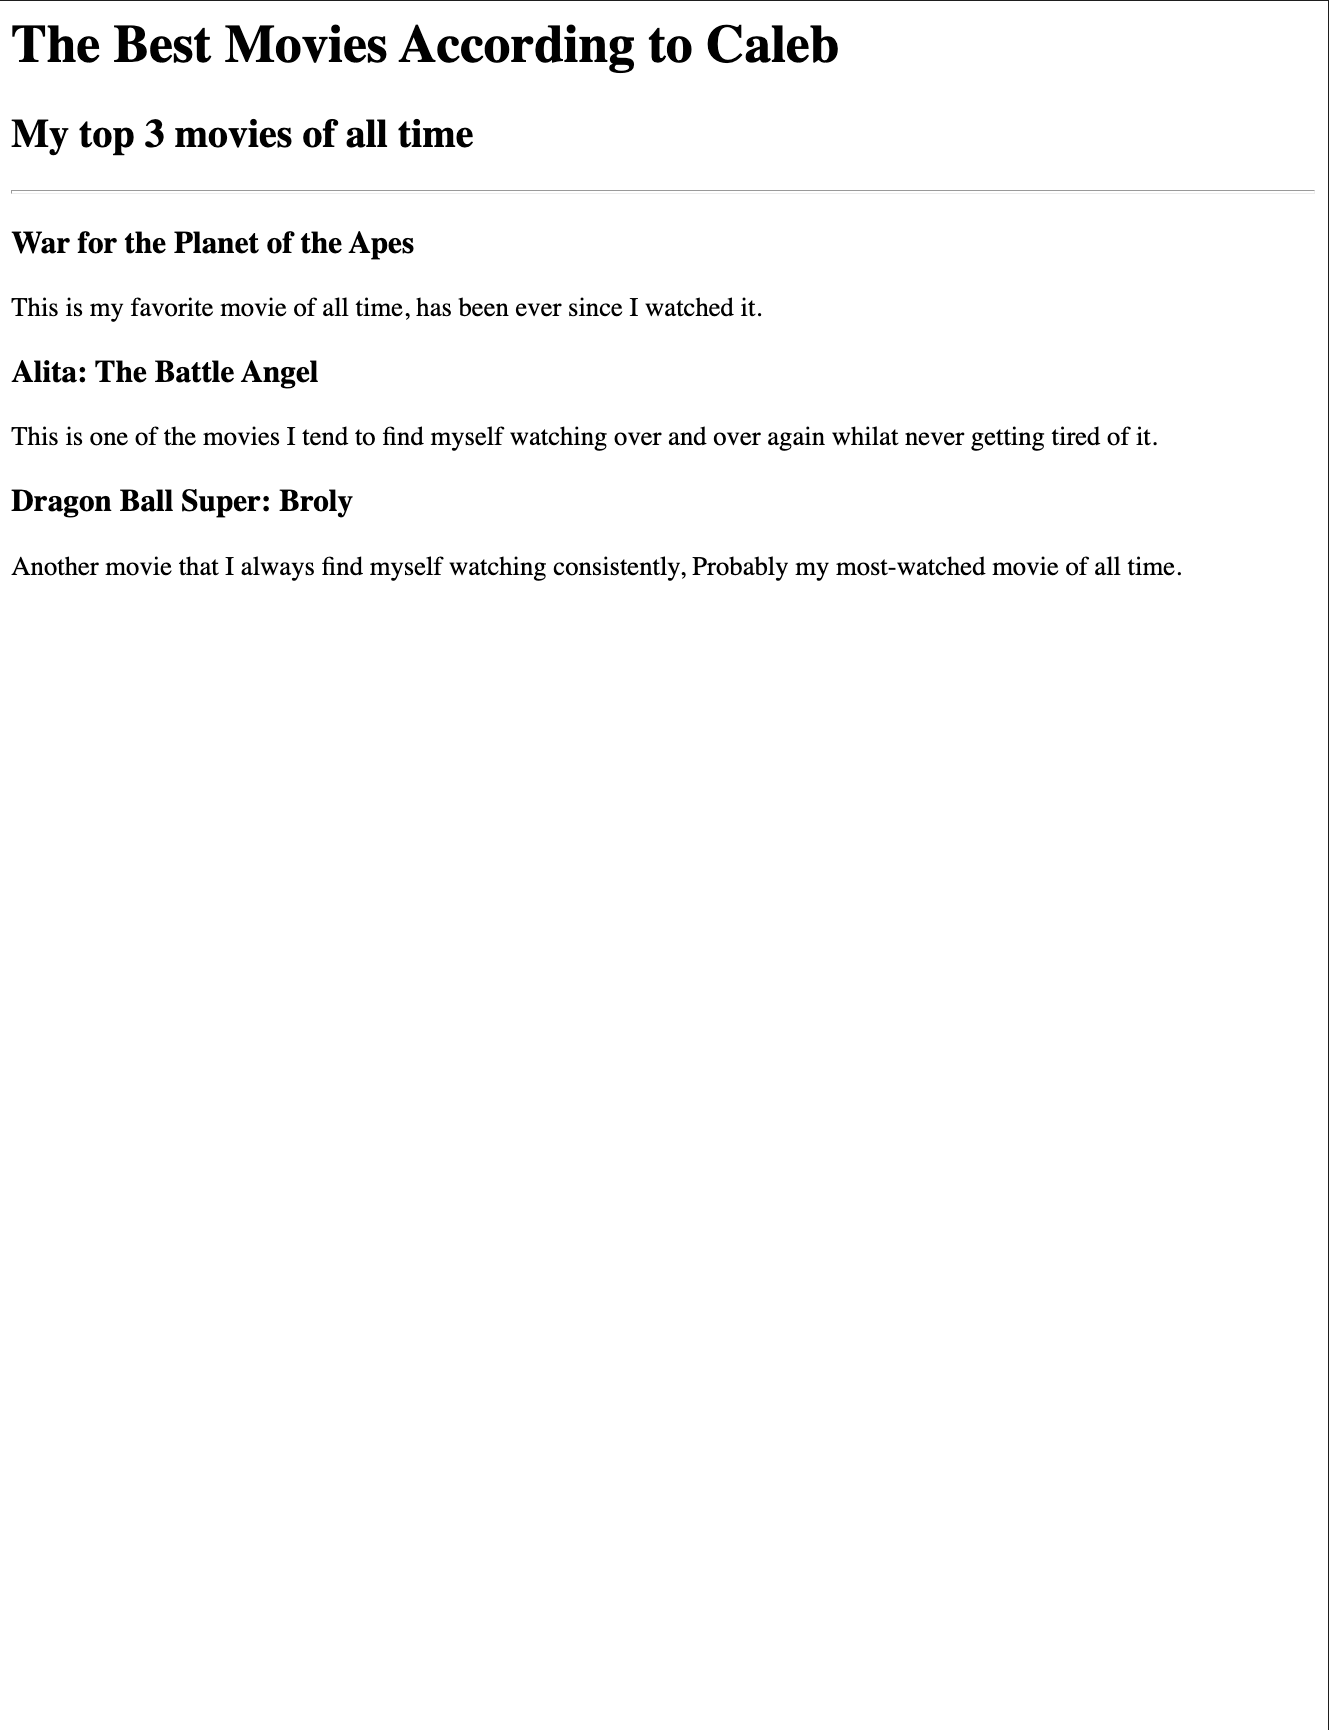 The Best Movies According to Caleb
My top 3 movies of all time
War for the Planet of the Apes
This is my favorite movie of all time, has been ever since I watched it.
Alita: The Battle Angel
This is one of the movies I tend to find myself watching over and over again whilat never getting tired of it.
Dragon Ball Super: Broly
Another movie that I always find myself watching consistently, Probably my most-watched movie of all time.